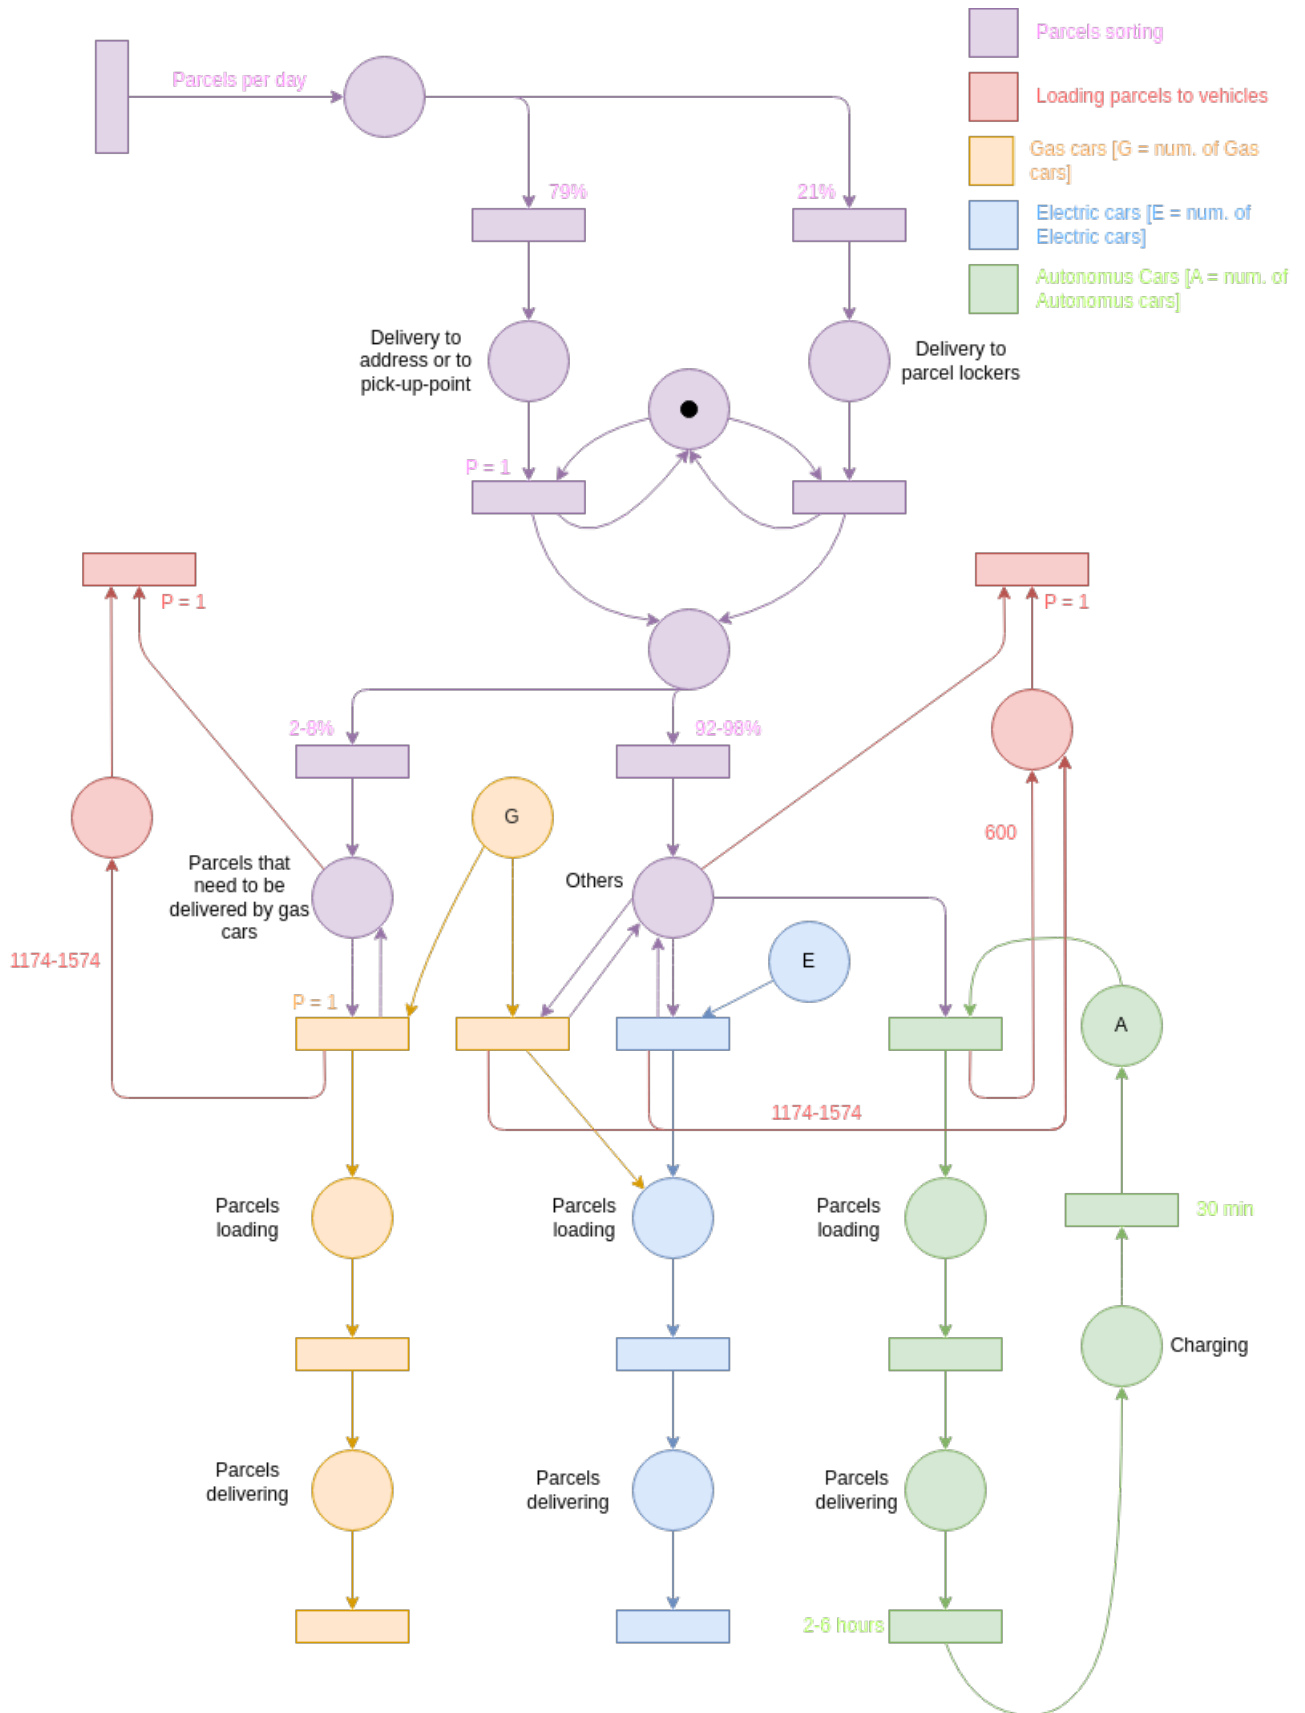 Parcels sorting
Parcels per day
Loading parcels to vehicles
Gas cars [G = num. of Gas
cars]
79%
21%
Electric cars [E = num. of
Electric cars]
Autonomus Cars [A = num. of
Autonomus cars]
Delivery to
address or to
pick-up-point
Delivery to
parcel lockers
P = 1
P = 1
P = 1
2-8%
92-98%
G
600
Parcels that
need to be
delivered by gas
cars
Others
1174-1574
E
P = 1
A
1174-1574
Parcels
loading
Parcels
loading
Parcels
loading
30 min
Charging
Parcels
delivering
Parcels
delivering
Parcels
delivering
2-6 hours